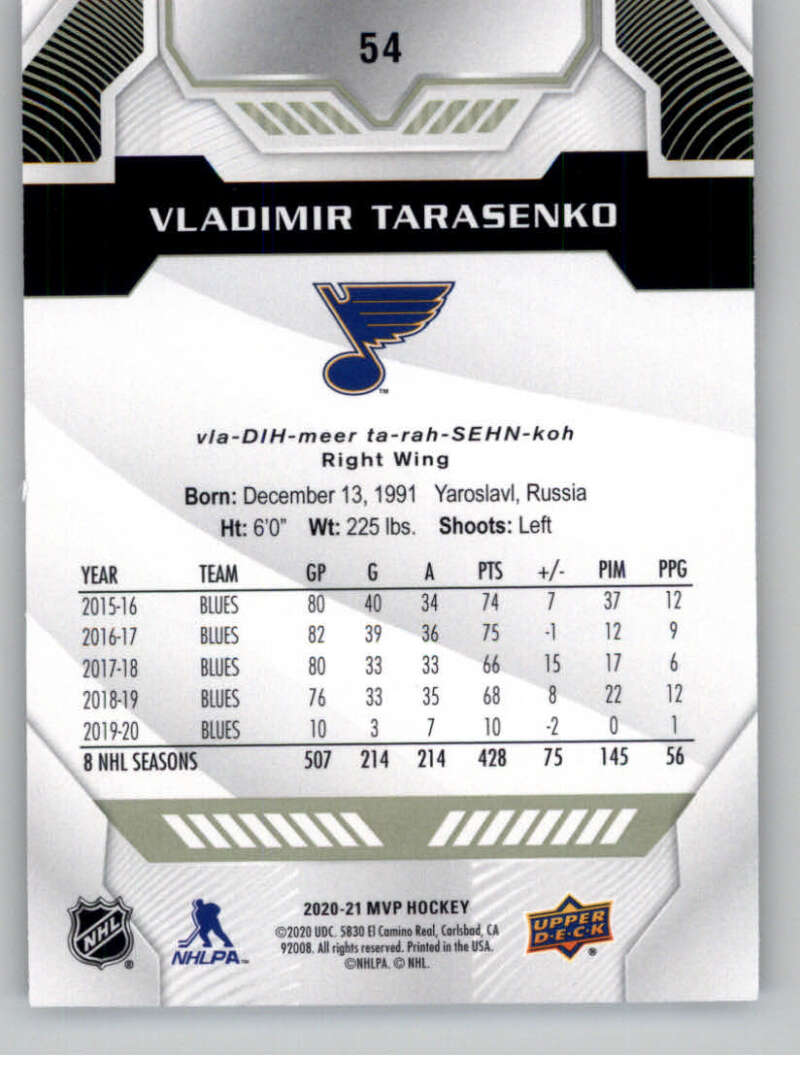 54
VLADIMIR TARASENKO
TM
vla-DIH-meer ta-rah-SEHN-koh
Right Wing
Born: December 13, 1991 Yaroslavl, Russia
Ht: 6'0" Wt: 225 lbs. Shoots: Left
YEAR TEAM GP G A PTS +/- PIM PPG
2015-16 BLUES 80 40 34 74 7 37 12
2016-17 BLUES 82 39 36 75 -1 12 9
2017-18 BLUES 80 33 33 66 15 17 6
2018-19 BLUES 76 33 35 68 8 22 12
2019-20 BLUES 10 3 7 10 -2 0 1
8 NHL SEASONS 507 214 214 428 75 145 56
NHL ®
NHLPA™
2020-21 MVP HOCKEY
©2020 UDC. 5830 El Camino Real, Carlsbad, CA
92008. All rights reserved. Printed in the USA.
©NHLPA. © NHL.
UPPER
D·E·C·K ®